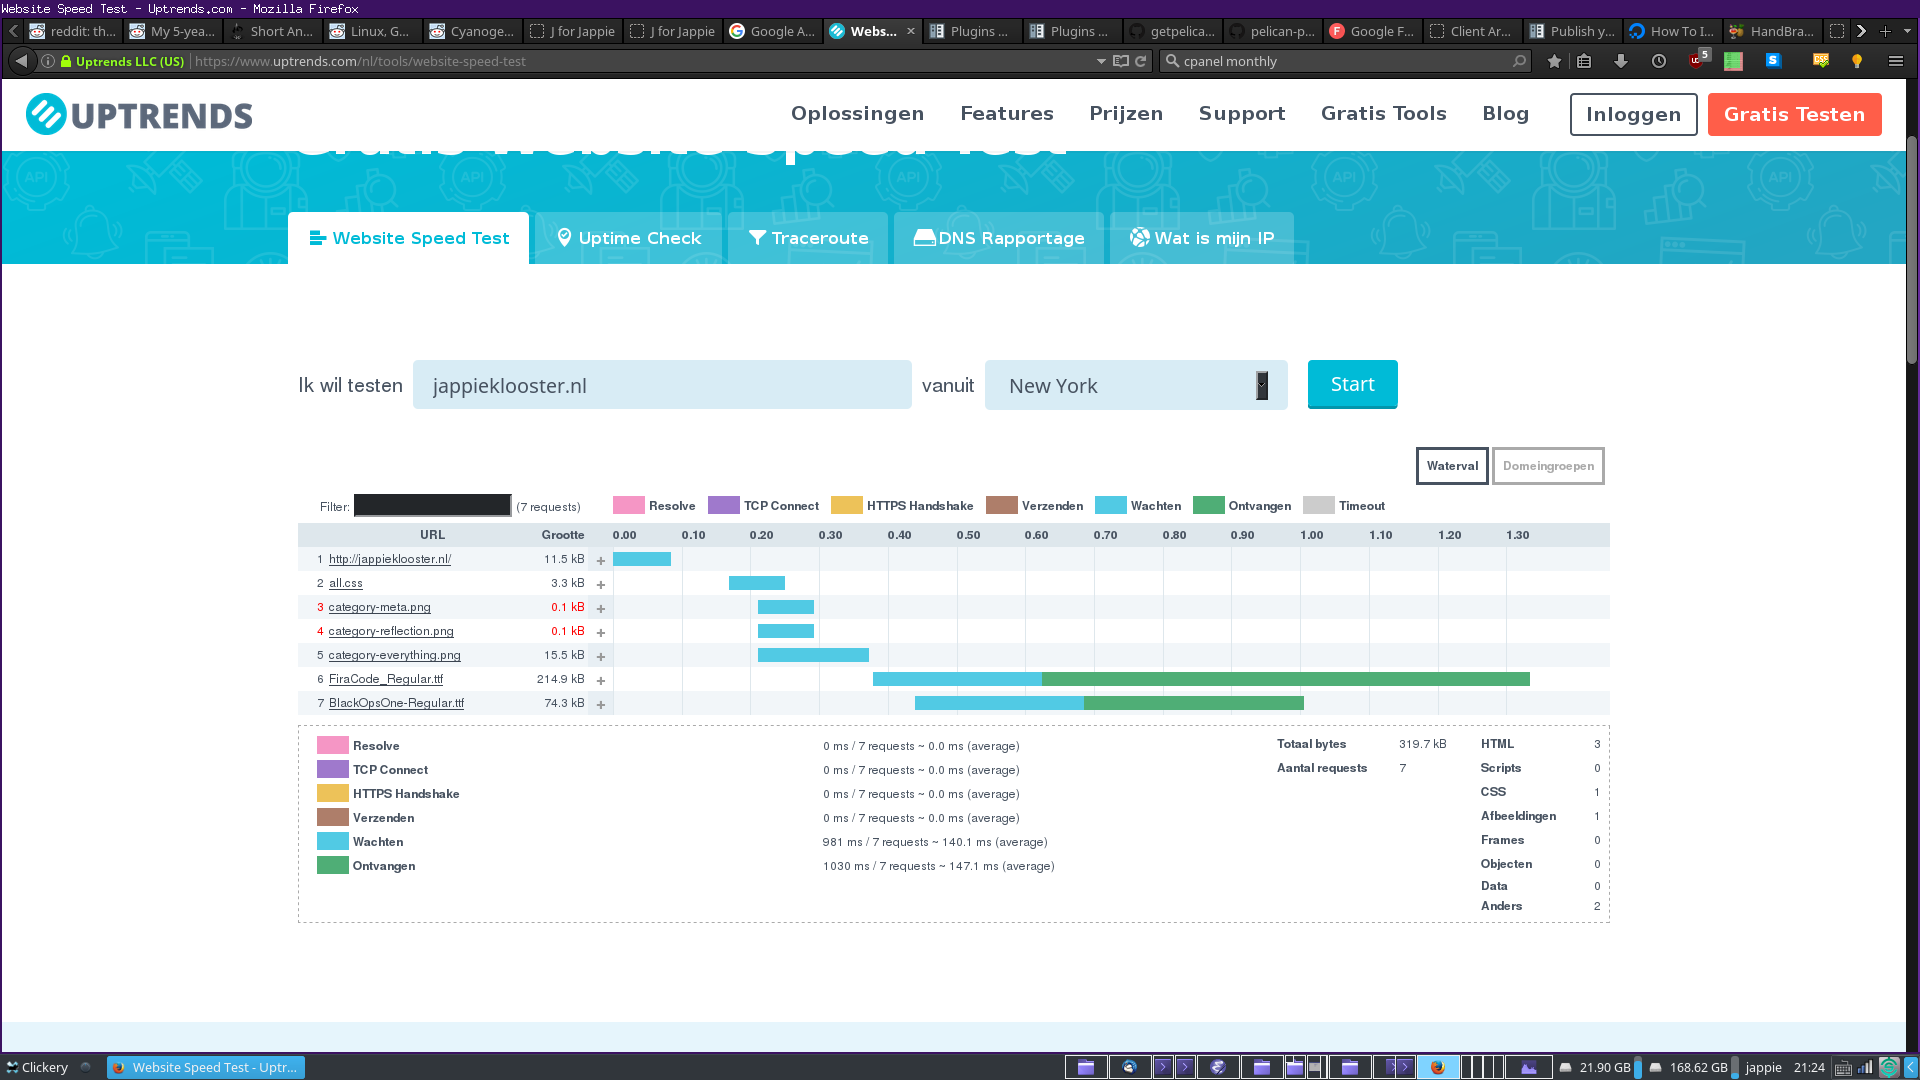 Website Speed Test - Uptrends.com - Mozilla Firefox
reddit: th...
My 5-yea...
Short An...
Linux, G...
Cyanoge...
J for Jappie
J for Jappie
Google A...
Webs...
Plugins ...
Plugins ...
getpelica...
pelican-p...
Google F...
Client Ar...
Publish y...
How To I...
HandBra...
Uptrends LLC (US)
https://www.uptrends.com/nl/tools/website-speed-test
cpanel monthly
5
UPTRENDS
Oplossingen
Features
Prijzen
Support
Gratis Tools
Blog
Inloggen
Gratis Testen
Gratis Website Speed Test
Website Speed Test
Uptime Check
Traceroute
DNS Rapportage
Wat is mijn IP
Ik wil testen
jappieklooster.nl
vanuit
New York
Start
Waterval
Domeingroepen
Filter:
(7 requests)
Resolve
TCP Connect
HTTPS Handshake
Verzenden
Wachten
Ontvangen
Timeout
URL Grootte 0.00 0.10 0.20 0.30 0.40 0.50 0.60 0.70 0.80 0.90 1.00 1.10 1.20 1.30
1 http://jappieklooster.nl/ 11.5 kB +
2 all.css 3.3 kB +
3 category-meta.png 0.1 kB +
4 category-reflection.png 0.1 kB +
5 category-everything.png 15.5 kB +
6 FiraCode_Regular.ttf 214.9 kB +
7 BlackOpsOne-Regular.ttf 74.3 kB +
Resolve 0 ms / 7 requests ~ 0.0 ms (average)
TCP Connect 0 ms / 7 requests ~ 0.0 ms (average)
HTTPS Handshake 0 ms / 7 requests ~ 0.0 ms (average)
Verzenden 0 ms / 7 requests ~ 0.0 ms (average)
Wachten 981 ms / 7 requests ~ 140.1 ms (average)
Ontvangen 1030 ms / 7 requests ~ 147.1 ms (average)
Totaal bytes 319.7 kB
Aantal requests 7
HTML 3
Scripts 0
CSS 1
Afbeeldingen 1
Frames 0
Objecten 0
Data 0
Anders 2
Clickery
Website Speed Test - Uptr...
21.90 GB
168.62 GB
jappie
21:24